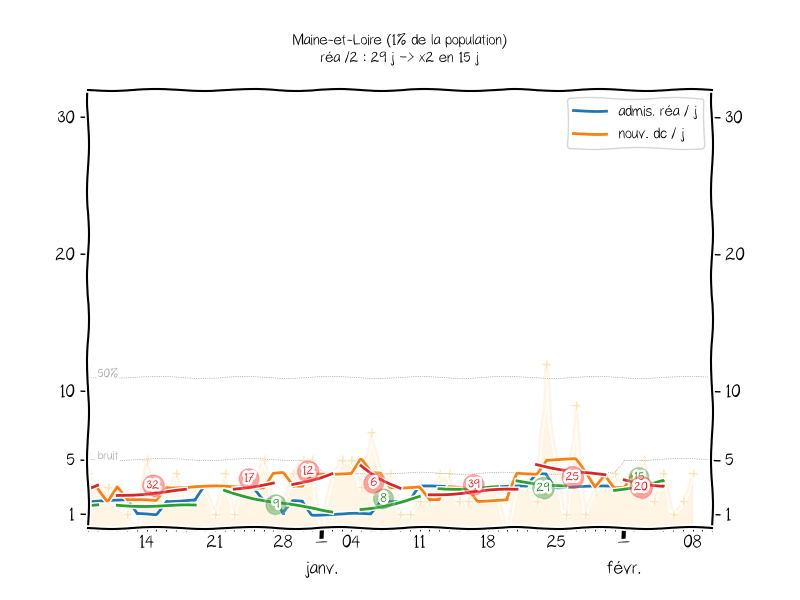 Maine-et-Loire (1% de la population)
réa /2 : 29 j -> x2 en 15 j
admis. réa / j
nouv. dc / j
30 30
20 20
50%
10 10
bruit
5 5
32 17 9 12 6 8 39 29 25 15 20
1 1
14 21 28 04 11 18 25 08
janv. févr.